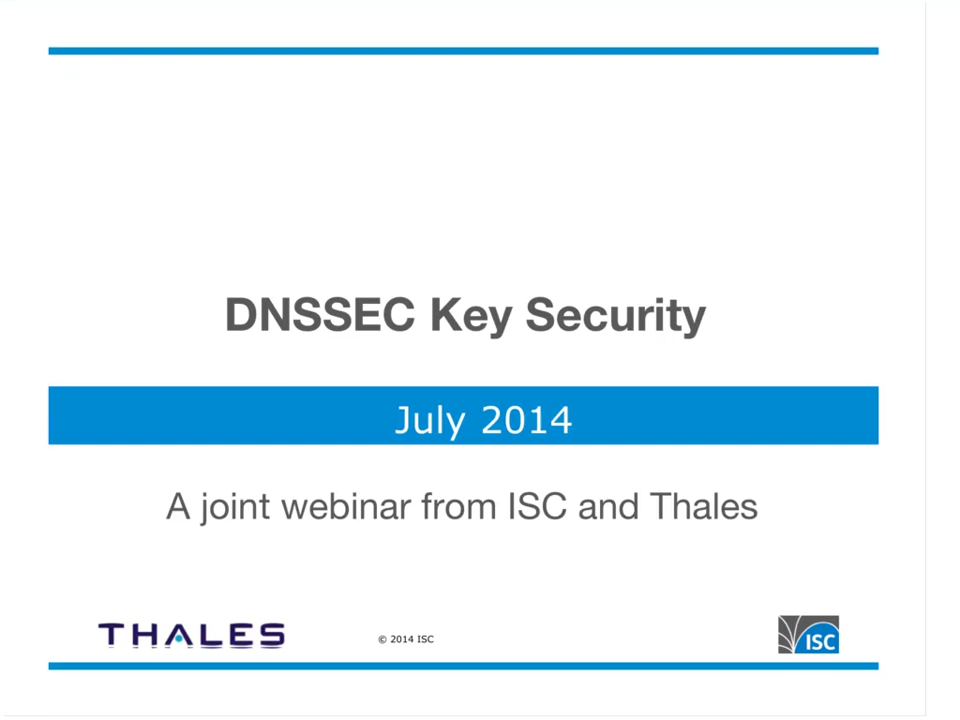 DNSSEC Key Security
July 2014
A joint webinar from ISC and Thales
THALES
© 2014 ISC
ISC